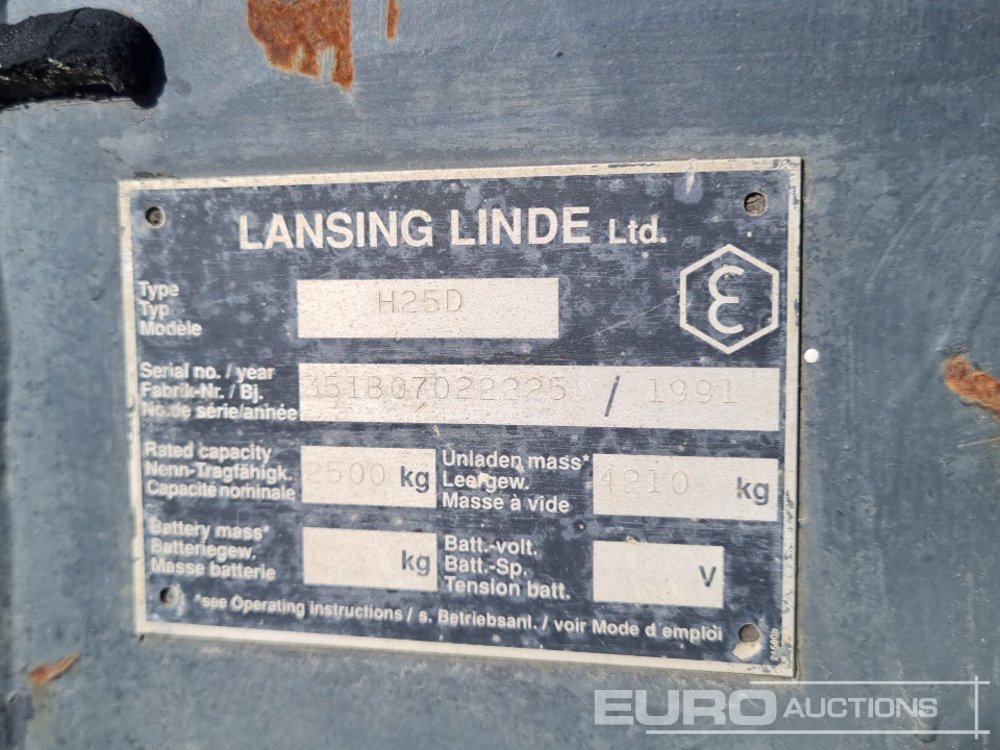 LANSING LINDE Ltd.
Type
Typ
Modèle
H25D
Serial no. / year
Fabrik-Nr. / Bj.
No.de série/année
351B07022225 / 1991
Rated capacity
Nenn-Tragfähigk.
Capacité nominale
2500 kg
Unladen mass*
Leergew.
Masse à vide
4210 kg
Battery mass*
Batteriegew.
Masse batterie
kg
Batt.-volt.
Batt.-Sp.
Tension batt.
V
*see Operating instructions / s. Betriebsanl. / voir Mode d'emploi
EURO AUCTIONS